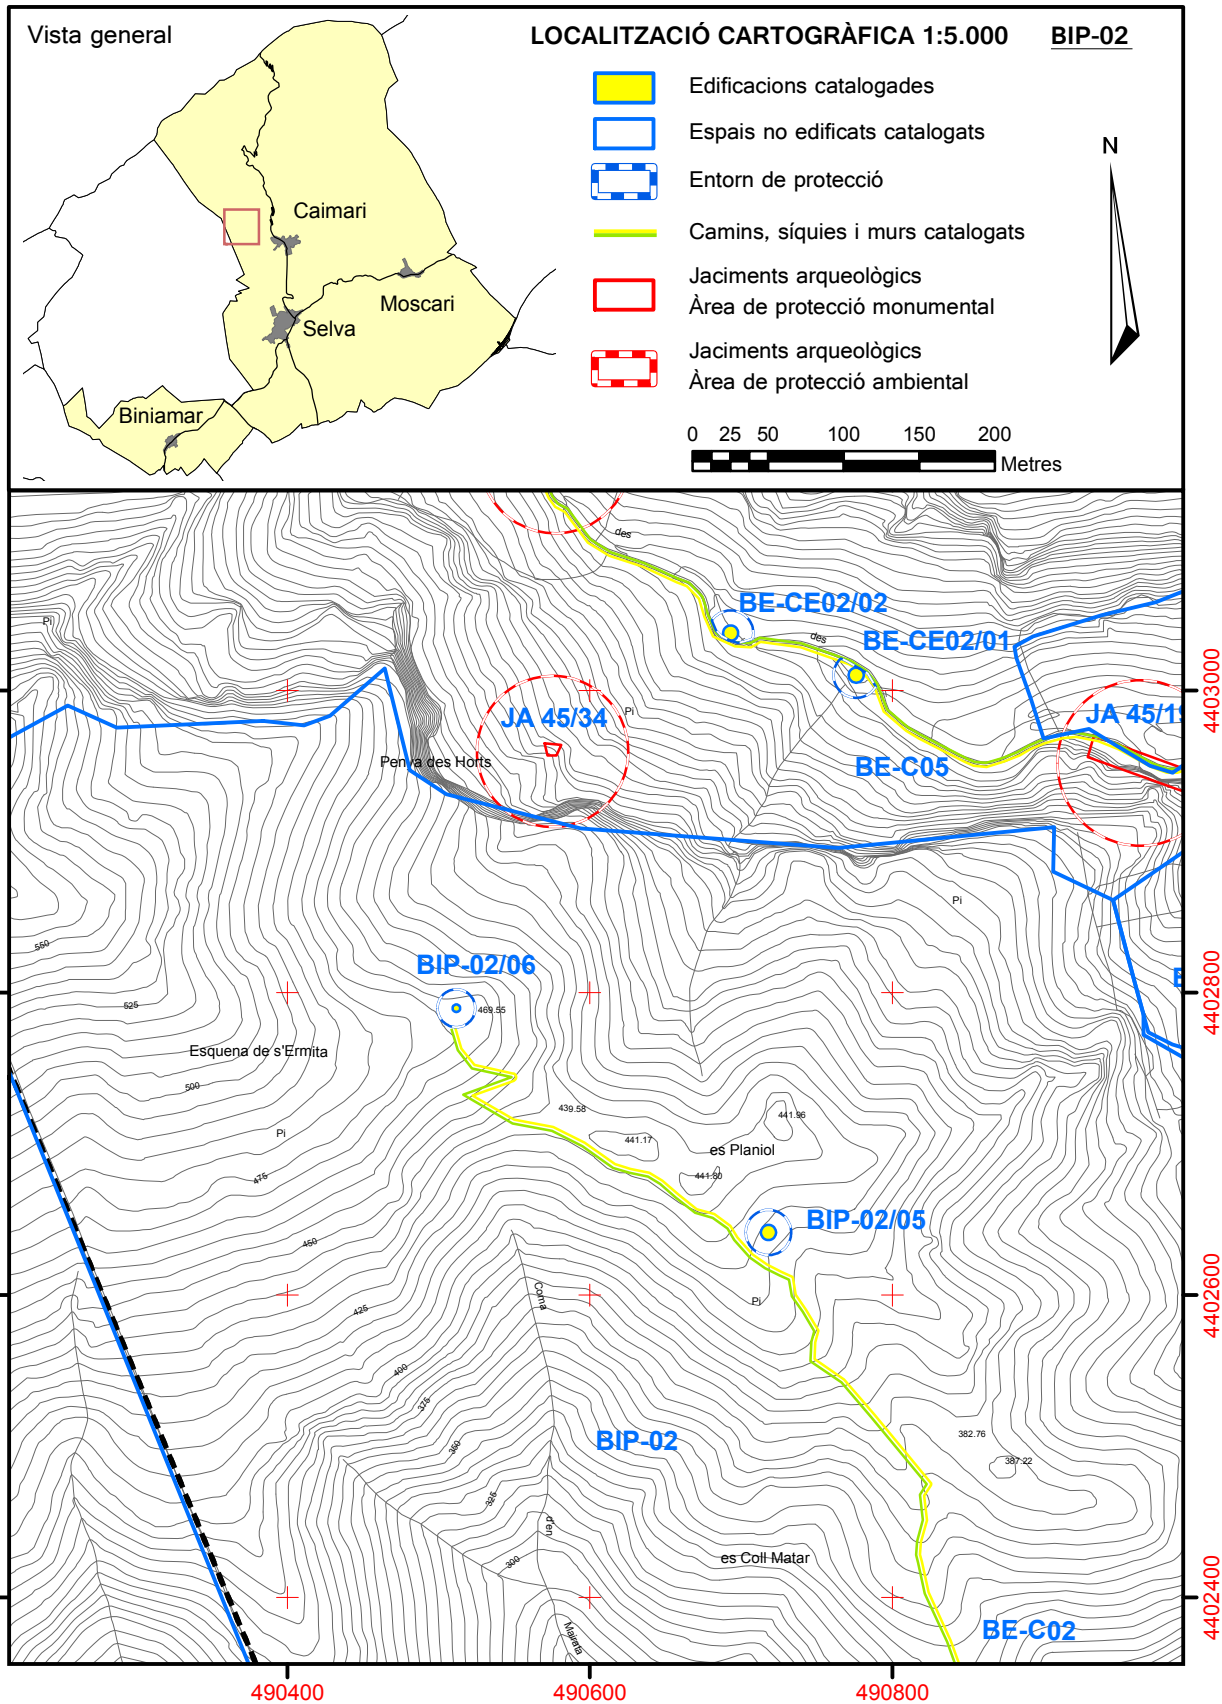 Vista general
LOCALITZACIÓ CARTOGRÀFICA 1:5.000 BIP-02
Edificacions catalogades
Espais no edificats catalogats
Entorn de protecció
Camins, síquies i murs catalogats
Jaciments arqueològics
Àrea de protecció monumental
Jaciments arqueològics
Àrea de protecció ambiental
N
0 25 50 100 150 200
Metres
Caimari
Moscari
Selva
Biniamar
des
BE-CE02/02
des
BE-CE02/01
Pi
4403000
JA 45/34
Pi
JA 45/19
Penya des Horts
BE-C05
Pi
550
BIP-02/06
4402800
525
469.55
Esquena de s'Ermita
500
439.58
441.96
Pi
441.17
es Planiol
475
441.80
BIP-02/05
450
4402600
Coma
Pi
425
400
375
BIP-02
382.76
350
387.22
325
d'en
300
es Coll Matar
4402400
Mairata
BE-C02
490400
490600
490800